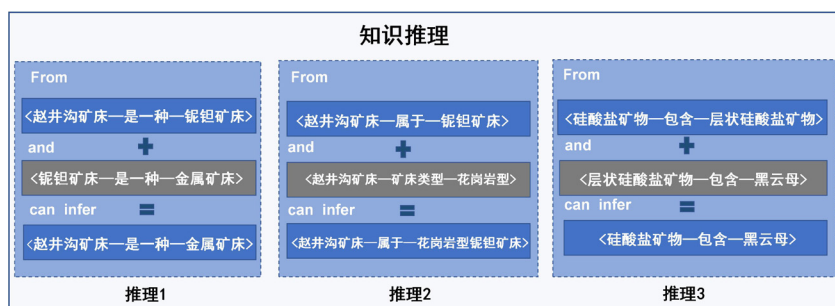 知识推理
From
<赵井沟矿床—是一种—铌钽矿床>
and
+
<铌钽矿床—是一种—金属矿床>
can infer
=
<赵井沟矿床—是一种—金属矿床>
推理1
From
<赵井沟矿床—属于—铌钽矿床>
and
+
<赵井沟矿床—矿床类型—花岗岩型>
can infer
=
<赵井沟矿床—属于—花岗岩型铌钽矿床>
推理2
From
<硅酸盐矿物—包含—层状硅酸盐矿物>
and
+
<层状硅酸盐矿物—包含—黑云母>
can infer
=
<硅酸盐矿物—包含—黑云母>
推理3